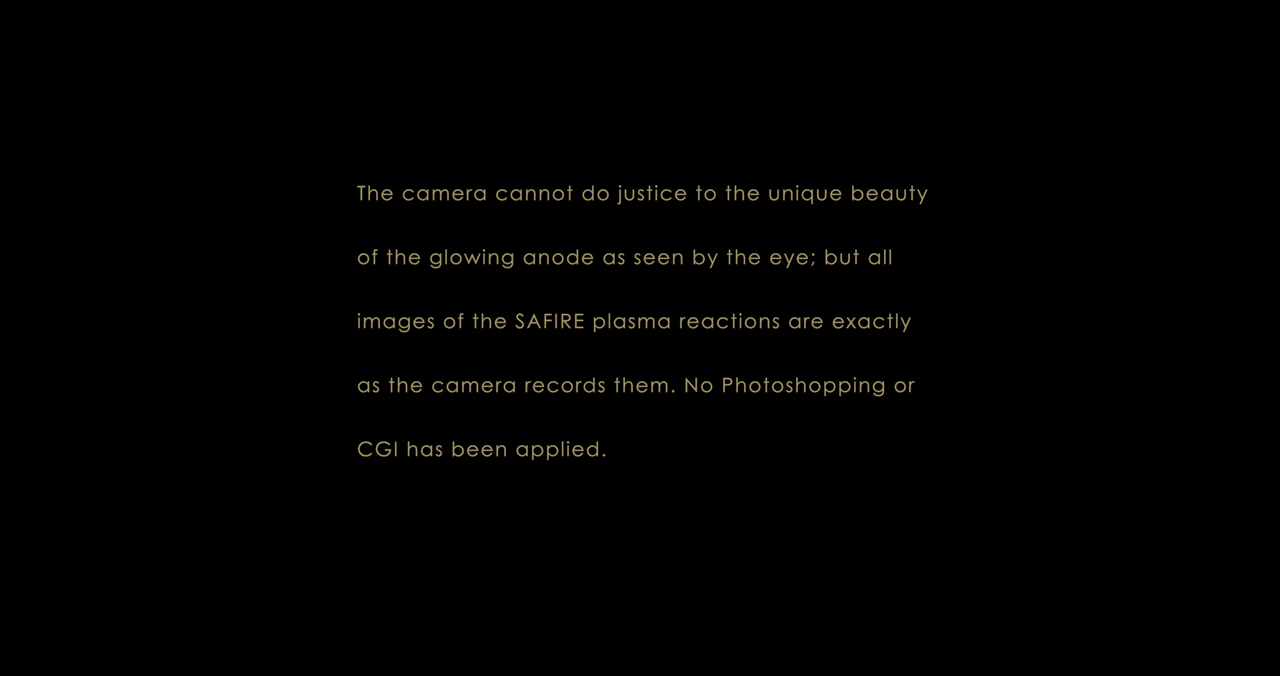 The camera cannot do justice to the unique beauty
of the glowing anode as seen by the eye; but all
images of the SAFIRE plasma reactions are exactly
as the camera records them. No Photoshopping or
CGI has been applied.